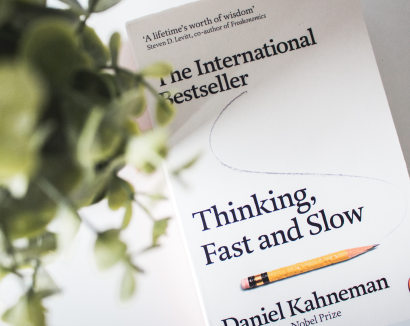 'A lifetime's worth of wisdom'
Steven D. Levitt, co-author of Freakonomics
The International
Bestseller
Thinking,
Fast and Slow
Daniel Kahneman
Nobel Prize